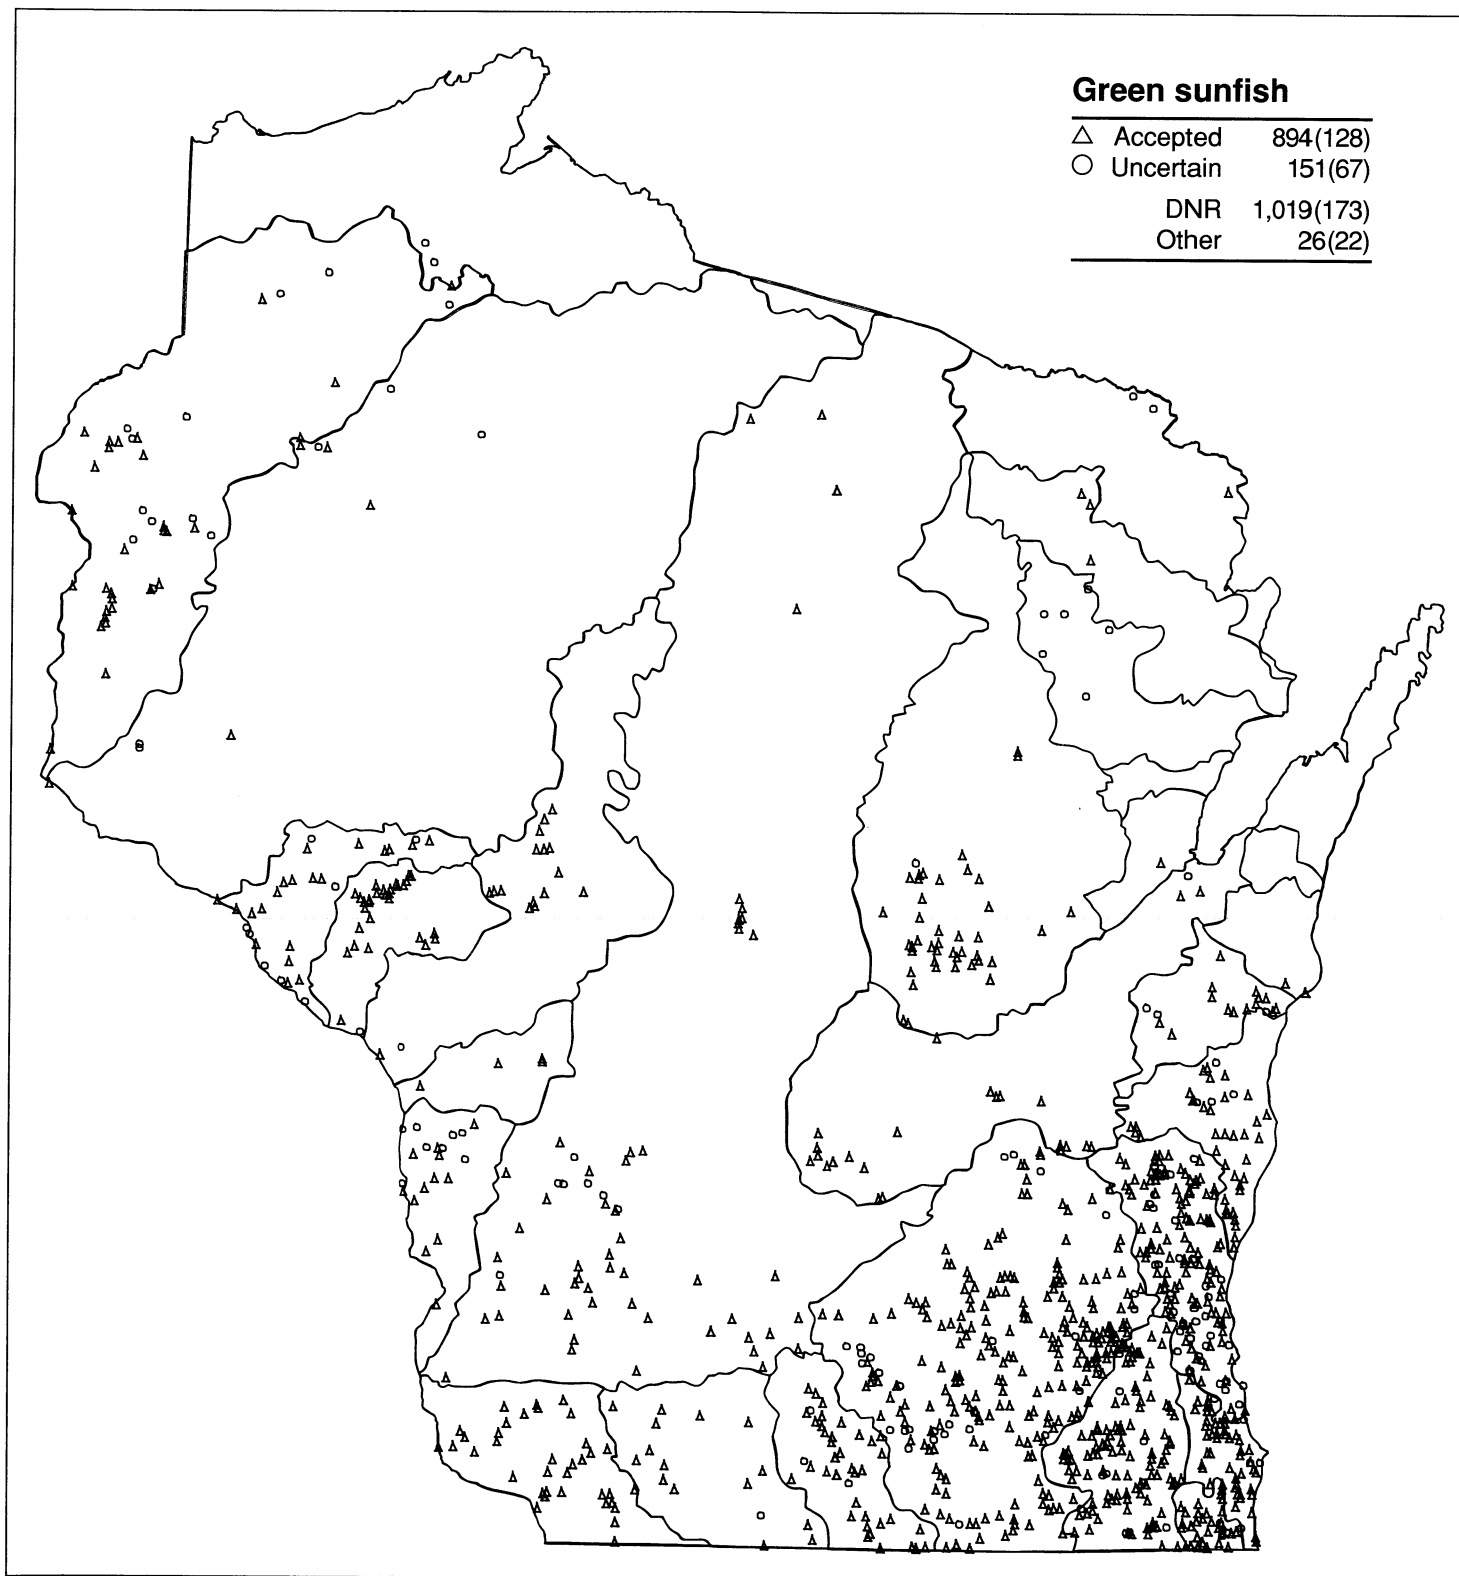 Green sunfish
△ Accepted 894(128)
○ Uncertain 151(67)
DNR 1,019(173)
Other 26(22)